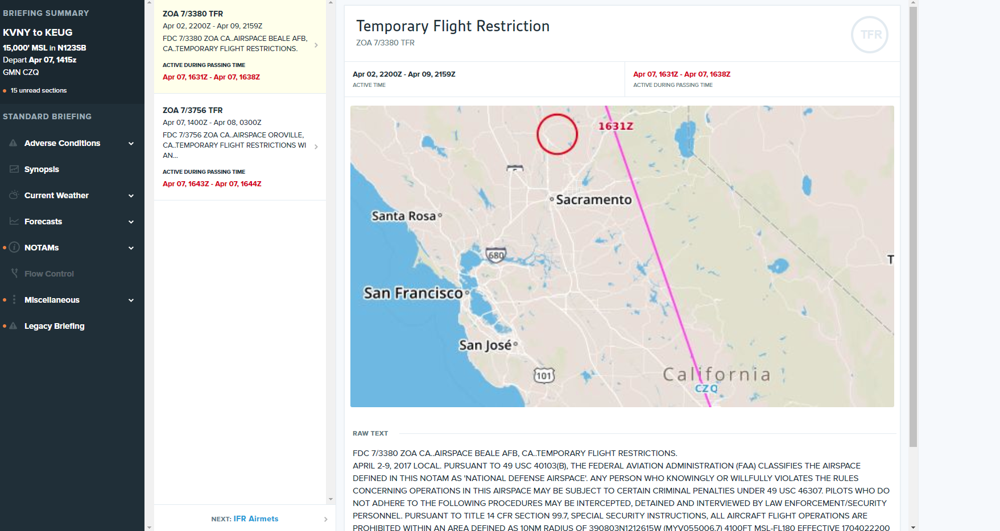 BRIEFING SUMMARY
KVNY to KEUG
15,000' MSL in N123SB
Depart Apr 07, 1415z
GMN CZQ
15 unread sections
STANDARD BRIEFING
Adverse Conditions
Synopsis
Current Weather
Forecasts
NOTAMs
Flow Control
Miscellaneous
Legacy Briefing
ZOA 7/3380 TFR
Apr 02, 2200Z - Apr 09, 2159Z
FDC 7/3380 ZOA CA..AIRSPACE BEALE AFB,
CA..TEMPORARY FLIGHT RESTRICTIONS.
ACTIVE DURING PASSING TIME
Apr 07, 1631Z - Apr 07, 1638Z
ZOA 7/3756 TFR
Apr 07, 1400Z - Apr 08, 0300Z
FDC 7/3756 ZOA CA..AIRSPACE OROVILLE,
CA..TEMPORARY FLIGHT RESTRICTIONS WI
AN...
ACTIVE DURING PASSING TIME
Apr 07, 1643Z - Apr 07, 1644Z
NEXT: IFR Airmets
Temporary Flight Restriction
ZOA 7/3380 TFR
TFR
Apr 02, 2200Z - Apr 09, 2159Z
ACTIVE TIME
Apr 07, 1631Z - Apr 07, 1638Z
ACTIVE DURING PASSING TIME
1631Z
Sacramento
Santa Rosa
680
T
San Francisco
San José
101
California
CZQ
RAW TEXT
FDC 7/3380 ZOA CA..AIRSPACE BEALE AFB, CA..TEMPORARY FLIGHT RESTRICTIONS.
APRIL 2-9, 2017 LOCAL. PURSUANT TO 49 USC 40103(B), THE FEDERAL AVIATION ADMINISTRATION (FAA) CLASSIFIES THE AIRSPACE
DEFINED IN THIS NOTAM AS 'NATIONAL DEFENSE AIRSPACE'. ANY PERSON WHO KNOWINGLY OR WILLFULLY VIOLATES THE RULES
CONCERNING OPERATIONS IN THIS AIRSPACE MAY BE SUBJECT TO CERTAIN CRIMINAL PENALTIES UNDER 49 USC 46307. PILOTS WHO DO
NOT ADHERE TO THE FOLLOWING PROCEDURES MAY BE INTERCEPTED, DETAINED AND INTERVIEWED BY LAW ENFORCEMENT/SECURITY
PERSONNEL. PURSUANT TO TITLE 14 CFR SECTION 99.7, SPECIAL SECURITY INSTRUCTIONS, ALL AIRCRAFT FLIGHT OPERATIONS ARE
PROHIBITED WITHIN AN AREA DEFINED AS 10NM RADIUS OF 390803N1212615W (MYV055006.7) 4100FT MSL-FL180 EFFECTIVE 1704022200